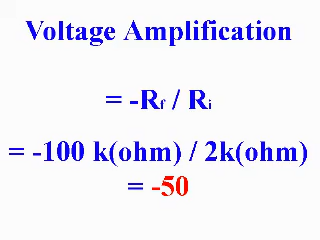 Voltage Amplification
= -Rf / Ri
= -100 k(ohm) / 2k(ohm)
= -50